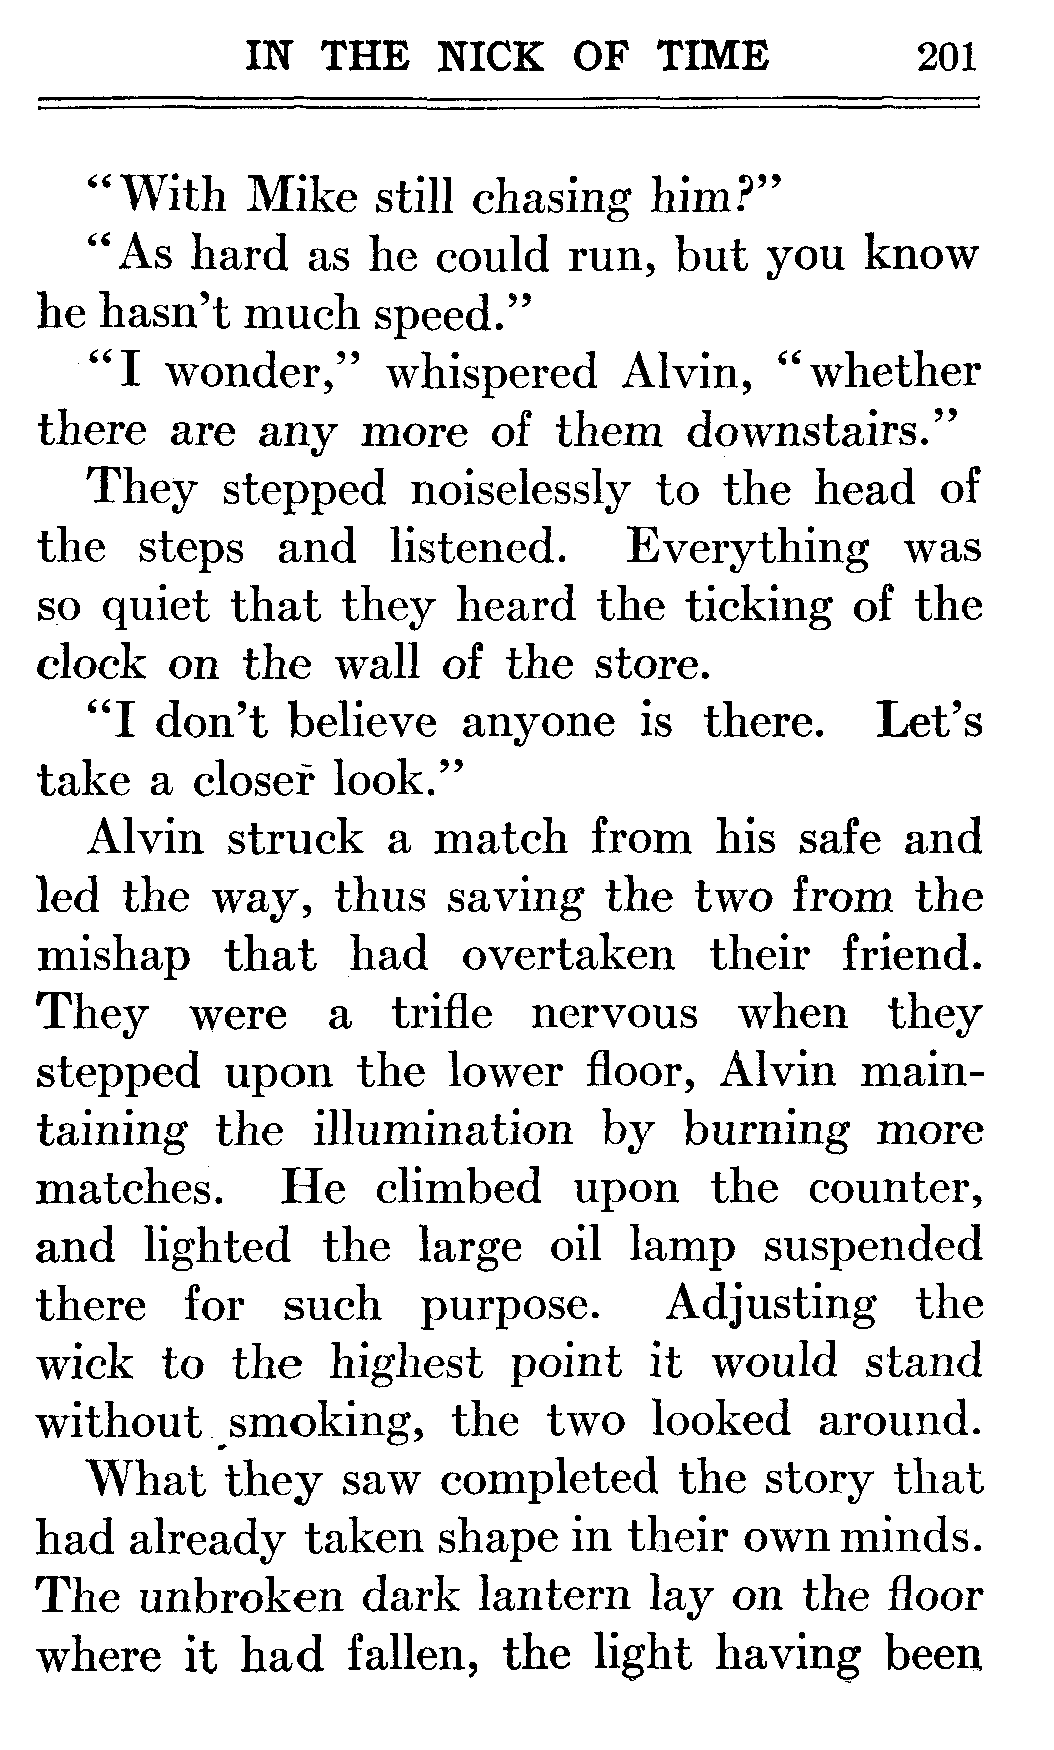 IN THE NICK OF TIME 201
"With Mike still chasing him?"
"As hard as he could run, but you know
he hasn't much speed."
"I wonder," whispered Alvin, "whether
there are any more of them downstairs."
They stepped noiselessly to the head of
the steps and listened. Everything was
so quiet that they heard the ticking of the
clock on the wall of the store.
"I don't believe anyone is there. Let's
take a closer look."
Alvin struck a match from his safe and
led the way, thus saving the two from the
mishap that had overtaken their friend.
They were a trifle nervous when they
stepped upon the lower floor, Alvin main-
taining the illumination by burning more
matches. He climbed upon the counter,
and lighted the large oil lamp suspended
there for such purpose. Adjusting the
wick to the highest point it would stand
without smoking, the two looked around.
What they saw completed the story that
had already taken shape in their own minds.
The unbroken dark lantern lay on the floor
where it had fallen, the light having been